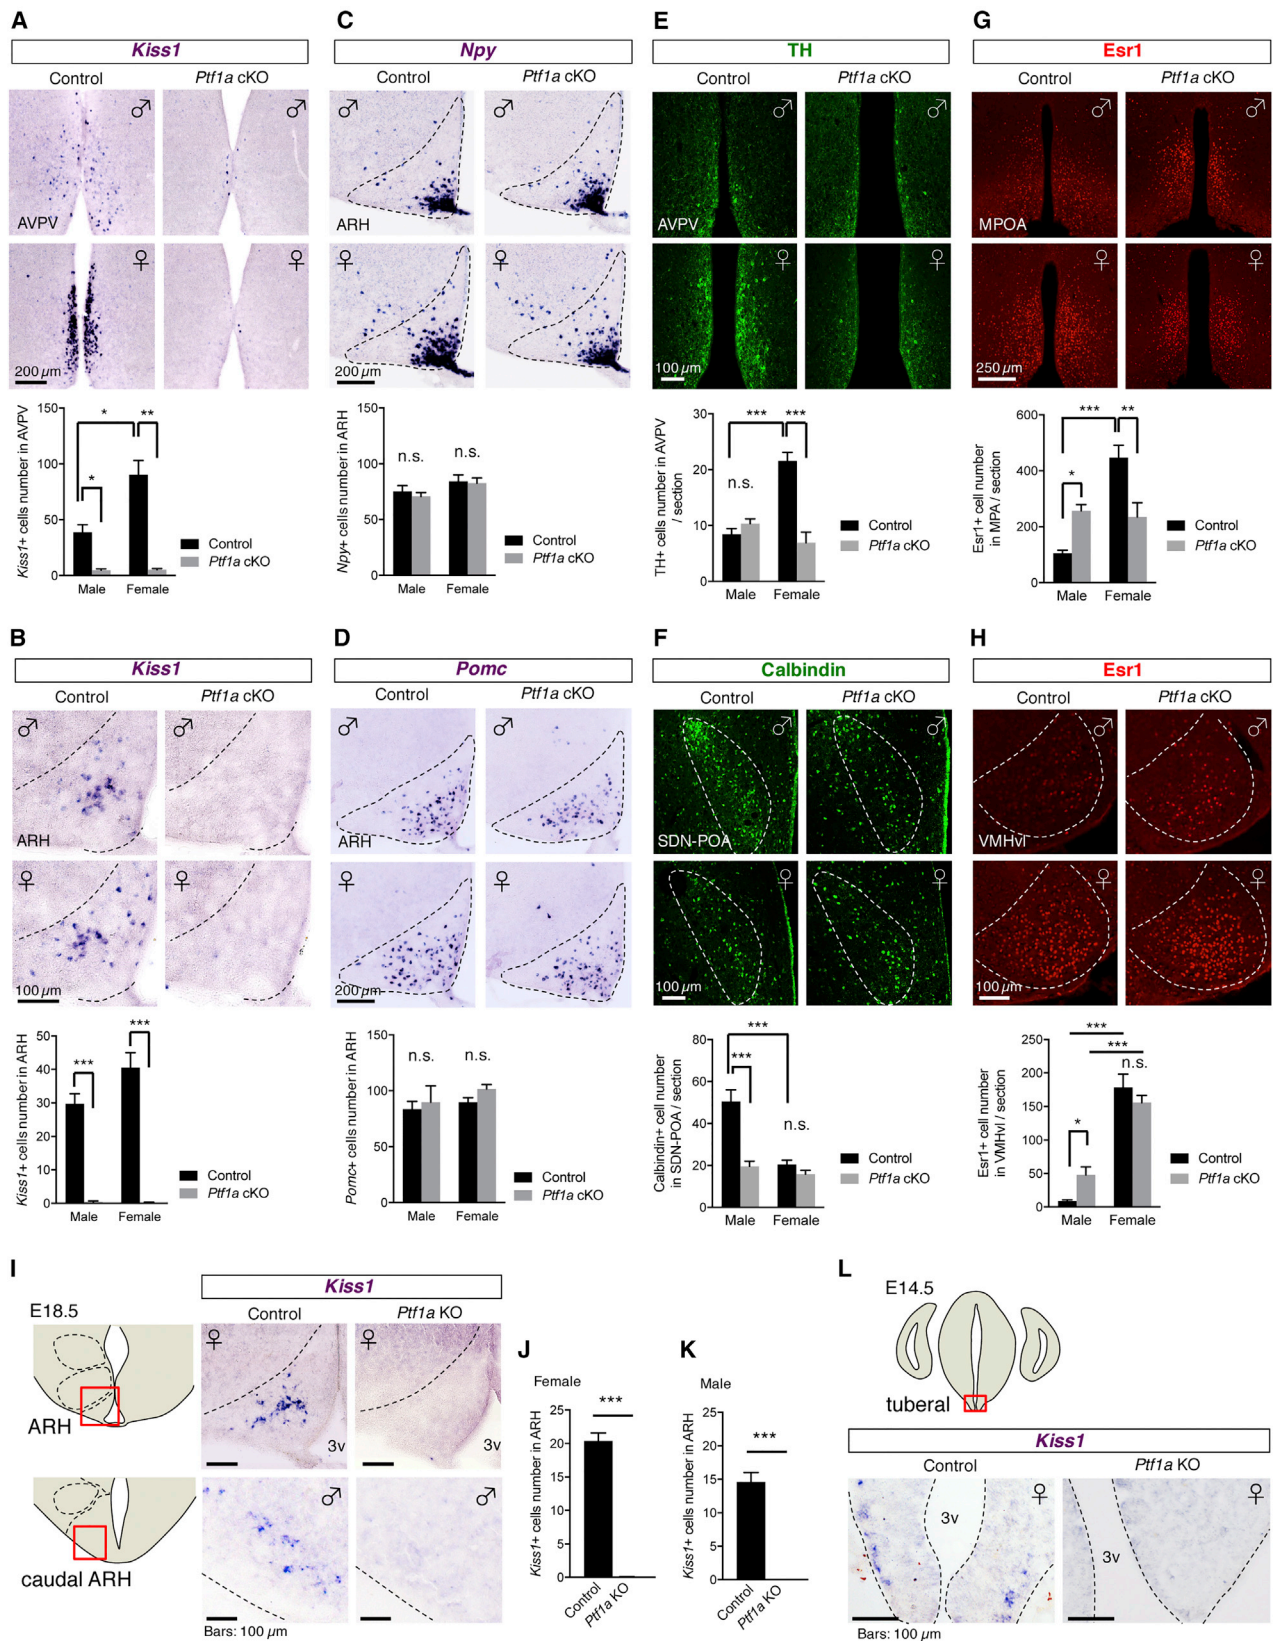 A
Kiss1
Control
Ptf1a cKO
♂
♂
AVPV
♀
♀
200 µm
Kiss1+ cells number in AVPV
150
100
50
0
*
**
*
Male
Female
Control
Ptf1a cKO
C
Npy
Control
Ptf1a cKO
♂
♂
ARH
♀
♀
200 µm
Npy+ cells number in ARH
150
100
50
0
n.s.
n.s.
Male
Female
Control
Ptf1a cKO
E
TH
Control
Ptf1a cKO
♂
♂
AVPV
♀
♀
100 µm
TH+ cells number in AVPV
/ section
30
20
10
0
***
***
n.s.
Male
Female
Control
Ptf1a cKO
G
Esr1
Control
Ptf1a cKO
♂
♂
MPOA
♀
♀
250 µm
Esr1+ cell number
in MPA / section
600
400
200
0
***
**
*
Male
Female
Control
Ptf1a cKO
B
Kiss1
Control
Ptf1a cKO
♂
♂
ARH
♀
♀
100 µm
Kiss1+ cells number in ARH
50
40
30
20
10
0
***
***
Male
Female
Control
Ptf1a cKO
D
Pomc
Control
Ptf1a cKO
♂
♂
ARH
♀
♀
200 µm
Pomc+ cells number in ARH
150
100
50
0
n.s.
n.s.
Male
Female
Control
Ptf1a cKO
F
Calbindin
Control
Ptf1a cKO
♂
♂
SDN-POA
♀
♀
100 µm
Calbindin+ cell number
in SDN-POA / section
80
60
40
20
0
***
***
n.s.
Male
Female
Control
Ptf1a cKO
H
Esr1
Control
Ptf1a cKO
♂
♂
VMHvl
♀
♀
100 µm
Esr1+ cell number
in VMHvl / section
250
200
150
100
50
0
***
***
n.s.
*
Male
Female
Control
Ptf1a cKO
I
E18.5
ARH
caudal ARH
Kiss1
Control
Ptf1a KO
♀
♀
3v
3v
♂
♂
Bars: 100 µm
J
Female
Kiss1+ cells number in ARH
25
20
15
10
5
0
***
Control
Ptf1a KO
K
Male
Kiss1+ cells number in ARH
25
20
15
10
5
0
***
Control
Ptf1a KO
L
E14.5
tuberal
Kiss1
Control
Ptf1a KO
♀
♀
3v
3v
Bars: 100 µm